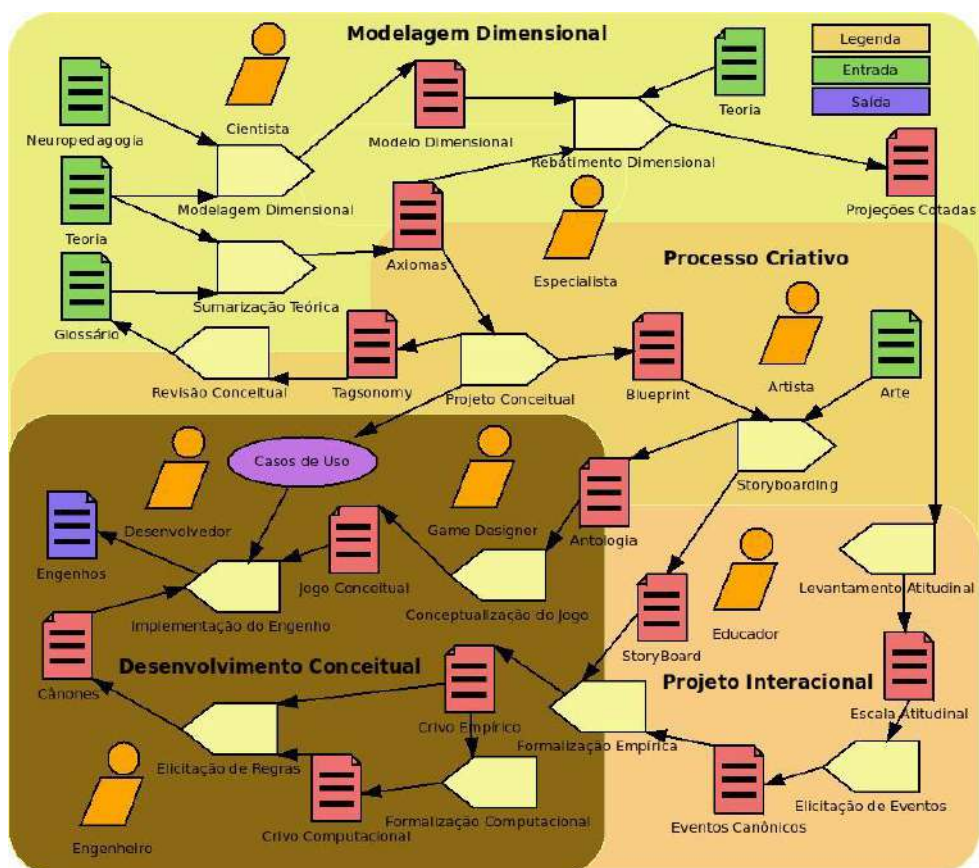 Modelagem Dimensional
Legenda
Entrada
Saída
Neuropedagogia
Cientista
Modelo Dimensional
Teoria
Rebatimento Dimensional
Projeções Cotadas
Teoria
Modelagem Dimensional
Axiomas
Especialista
Processo Criativo
Glossário
Sumarização Teórica
Revisão Conceitual
Tagsonomy
Projeto Conceitual
Blueprint
Artista
Arte
Casos de Uso
Storyboarding
Desenvolvedor
Game Designer
Antologia
Engenhos
Jogo Conceitual
Levantamento Atitudinal
Implementação do Engenho
Conceptualização do Jogo
Educador
StoryBoard
Cânones
Desenvolvimento Conceitual
Projeto Interacional
Crivo Empírico
Escala Atitudinal
Elicitação de Regras
Formalização Empírica
Crivo Computacional
Formalização Computacional
Eventos Canônicos
Elicitação de Eventos
Engenheiro